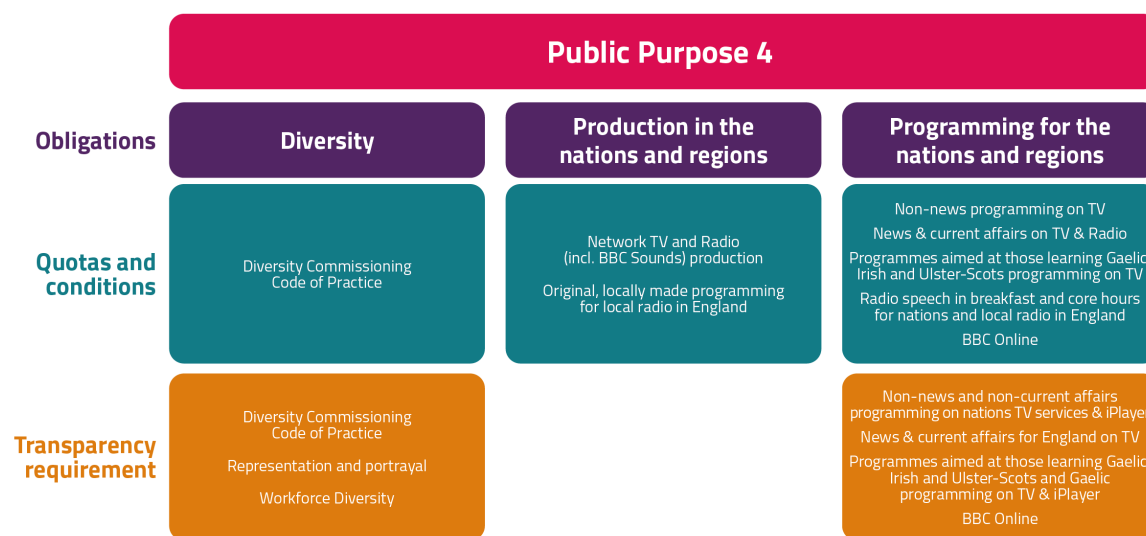 Public Purpose 4
Obligations
Diversity
Production in the
nations and regions
Programming for the
nations and regions
Quotas and
conditions
Diversity Commissioning
Code of Practice
Network TV and Radio
(incl. BBC Sounds) production
Original, locally made programming
for local radio in England
Non-news programming on TV
News & current affairs on TV & Radio
Programmes aimed at those learning Gaelic
Irish and Ulster-Scots programming on TV
Radio speech in breakfast and core hours
for nations and local radio in England
BBC Online
Transparency
requirement
Diversity Commissioning
Code of Practice
Representation and portrayal
Workforce Diversity
Non-news and non-current affairs
programming on nations TV services & iPlayer
News & current affairs for England on TV
Programmes aimed at those learning Gaelic
Irish and Ulster-Scots and Gaelic
programming on TV & iPlayer
BBC Online